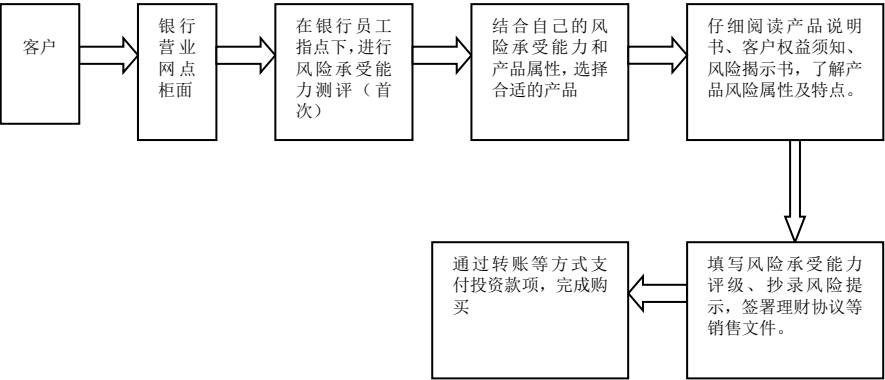 客户
银行
营业
网点
柜面
在银行员工
指点下，进行
风险承受能
力测评（首
次）
结合自己的风
险承受能力和
产品属性，选择
合适的产品
仔细阅读产品说明
书、客户权益须知、
风险揭示书，了解产
品风险属性及特点。
填写风险承受能力
评级、抄录风险提
示，签署理财协议等
销售文件。
通过转账等方式支
付投资款项，完成购
买